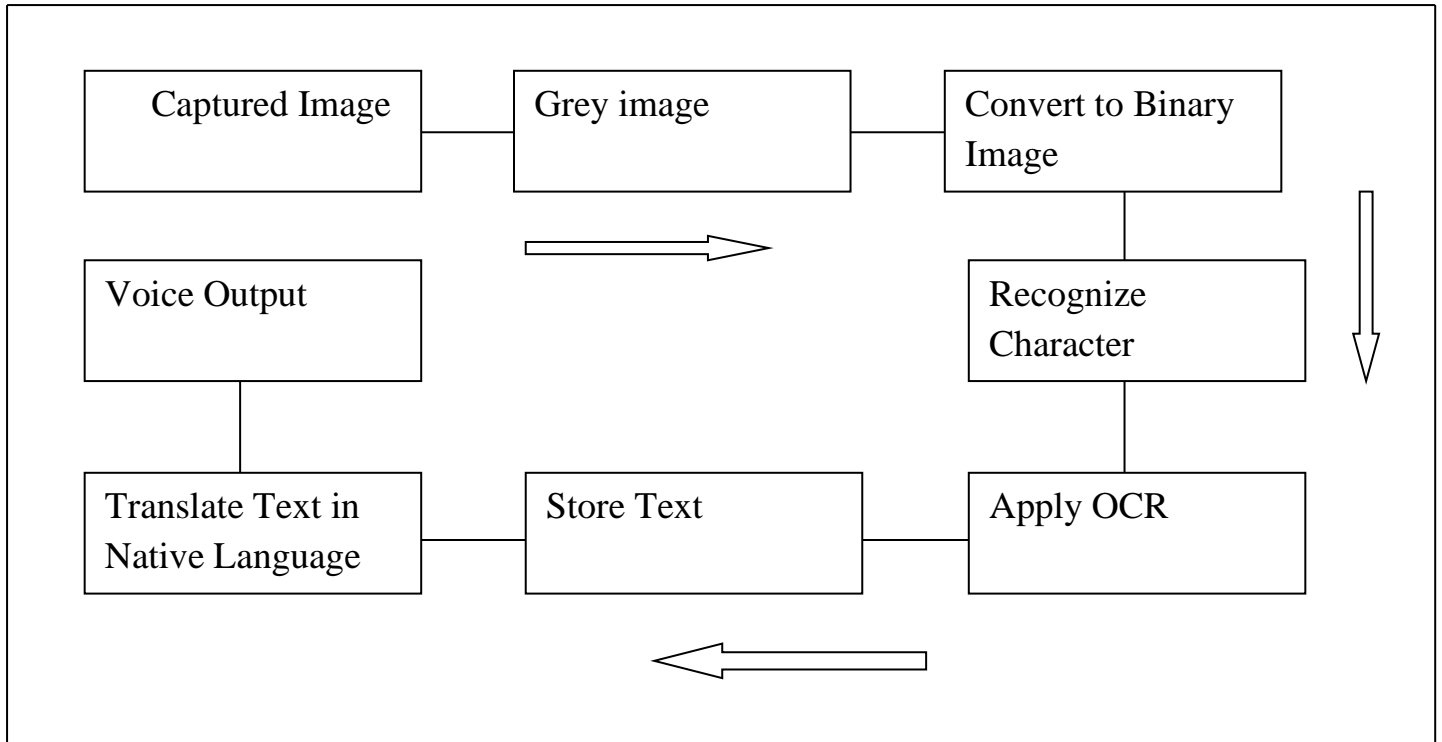 Captured Image
Grey image
Convert to Binary
Image
Recognize
Character
Apply OCR
Store Text
Translate Text in
Native Language
Voice Output